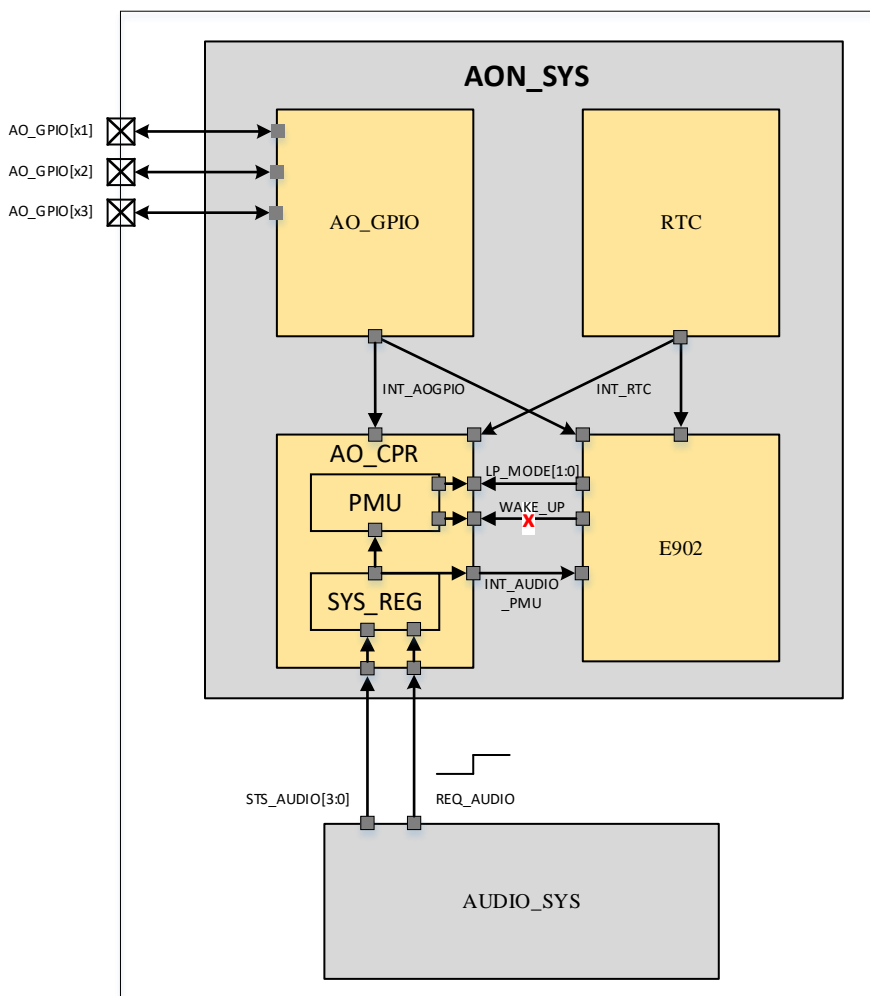 AON_SYS
AO_GPIO[x1]
AO_GPIO[x2]
AO_GPIO[x3]
AO_GPIO
RTC
INT_AOGPIO
INT_RTC
AO_CPR
LP_MODE[1:0]
PMU
WAKE_UP
X
E902
INT_AUDIO
_PMU
SYS_REG
STS_AUDIO[3:0]
REQ_AUDIO
AUDIO_SYS